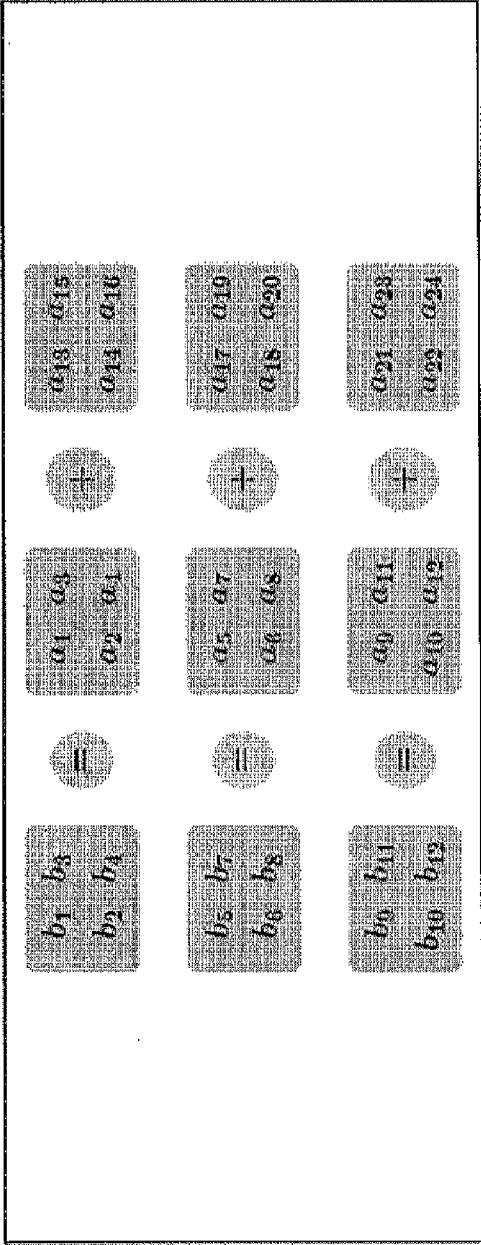 b₁ b₃ a₁ a₃ a₁₃ a₁₅
= +
b₂ b₄ a₂ a₄ a₁₄ a₁₆
b₅ b₇ a₅ a₇ a₁₇ a₁₉
= +
b₆ b₈ a₆ a₈ a₁₈ a₂₀
b₉ b₁₁ a₉ a₁₁ a₂₁ a₂₃
= +
b₁₀ b₁₂ a₁₀ a₁₂ a₂₂ a₂₄